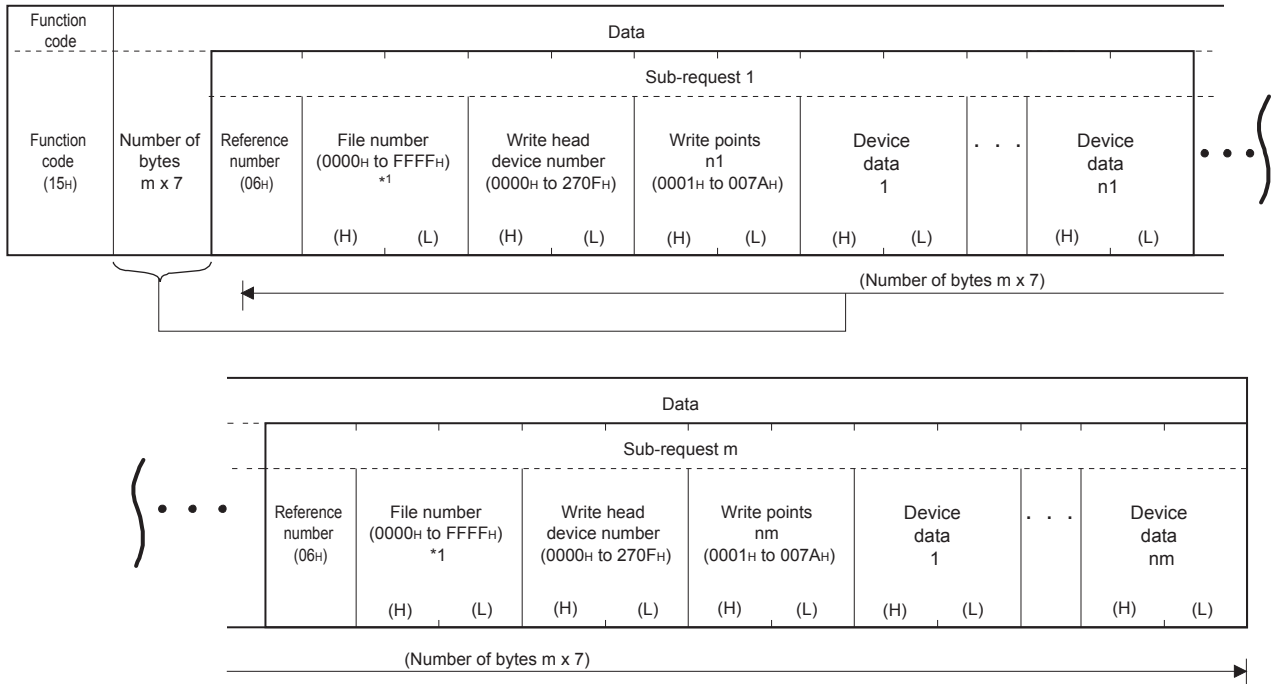 Function
code
Data
Sub-request 1
Function
code
(15H)
Number of
bytes
m x 7
Reference
number
(06H)
File number
(0000H to FFFFH)
*1
(H) (L)
Write head
device number
(0000H to 270FH)
(H) (L)
Write points
n1
(0001H to 007AH)
(H) (L)
Device
data
1
(H) (L)
. . .
Device
data
n1
(H) (L)
(Number of bytes m x 7)
Data
Sub-request m
Reference
number
(06H)
File number
(0000H to FFFFH)
*1
(H) (L)
Write head
device number
(0000H to 270FH)
(H) (L)
Write points
nm
(0001H to 007AH)
(H) (L)
Device
data
1
(H) (L)
. . .
Device
data
nm
(H) (L)
(Number of bytes m x 7)